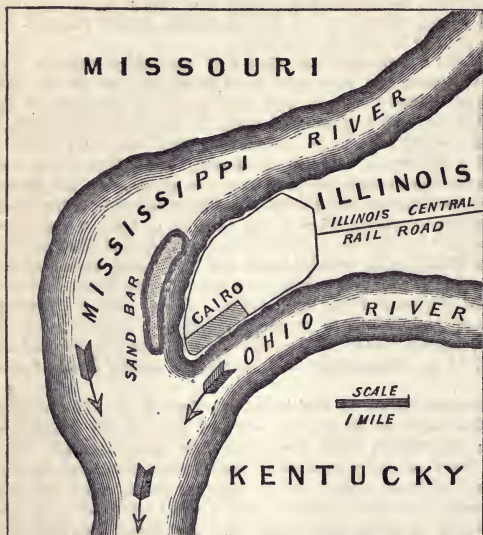 MISSOURI
MISSISSIPPI RIVER
ILLINOIS
ILLINOIS CENTRAL
RAIL ROAD
SAND BAR
CAIRO
OHIO RIVER
SCALE
1 MILE
KENTUCKY